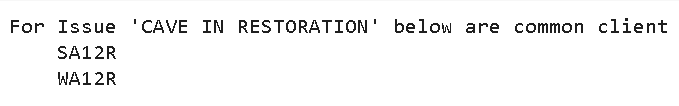 For Issue 'CAVE IN RESTORATION' below are common client
SA12R
WA12R